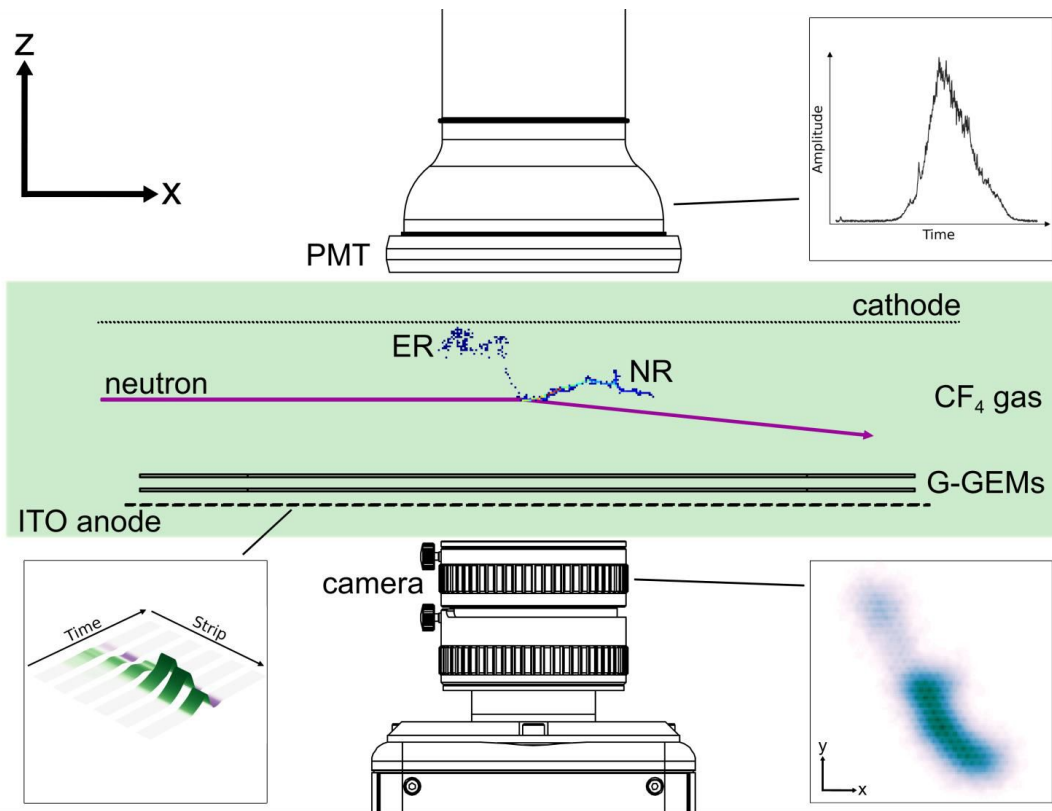 z
x
Amplitude
Time
PMT
cathode
ER
NR
neutron
CF₄ gas
G-GEMs
ITO anode
camera
Time
Strip
y
x